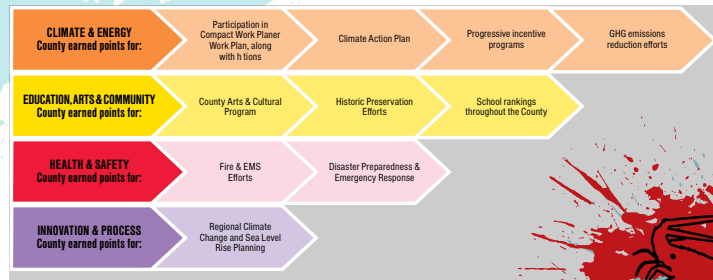 CLIMATE & ENERGY
County earned points for:
Participation in
Compact Work Planer
Work Plan, along
with h tions
Climate Action Plan
Progressive incentive
programs
GHG emissions
reduction efforts
EDUCATION, ARTS & COMMUNITY
County earned points for:
County Arts & Cultural
Program
Historic Preservation
Efforts
School rankings
throughout the County
HEALTH & SAFETY
County earned points for:
Fire & EMS
Efforts
Disaster Preparedness &
Emergency Response
INNOVATION & PROCESS
County earned points for:
Regional Climate
Change and Sea Level
Rise Planning